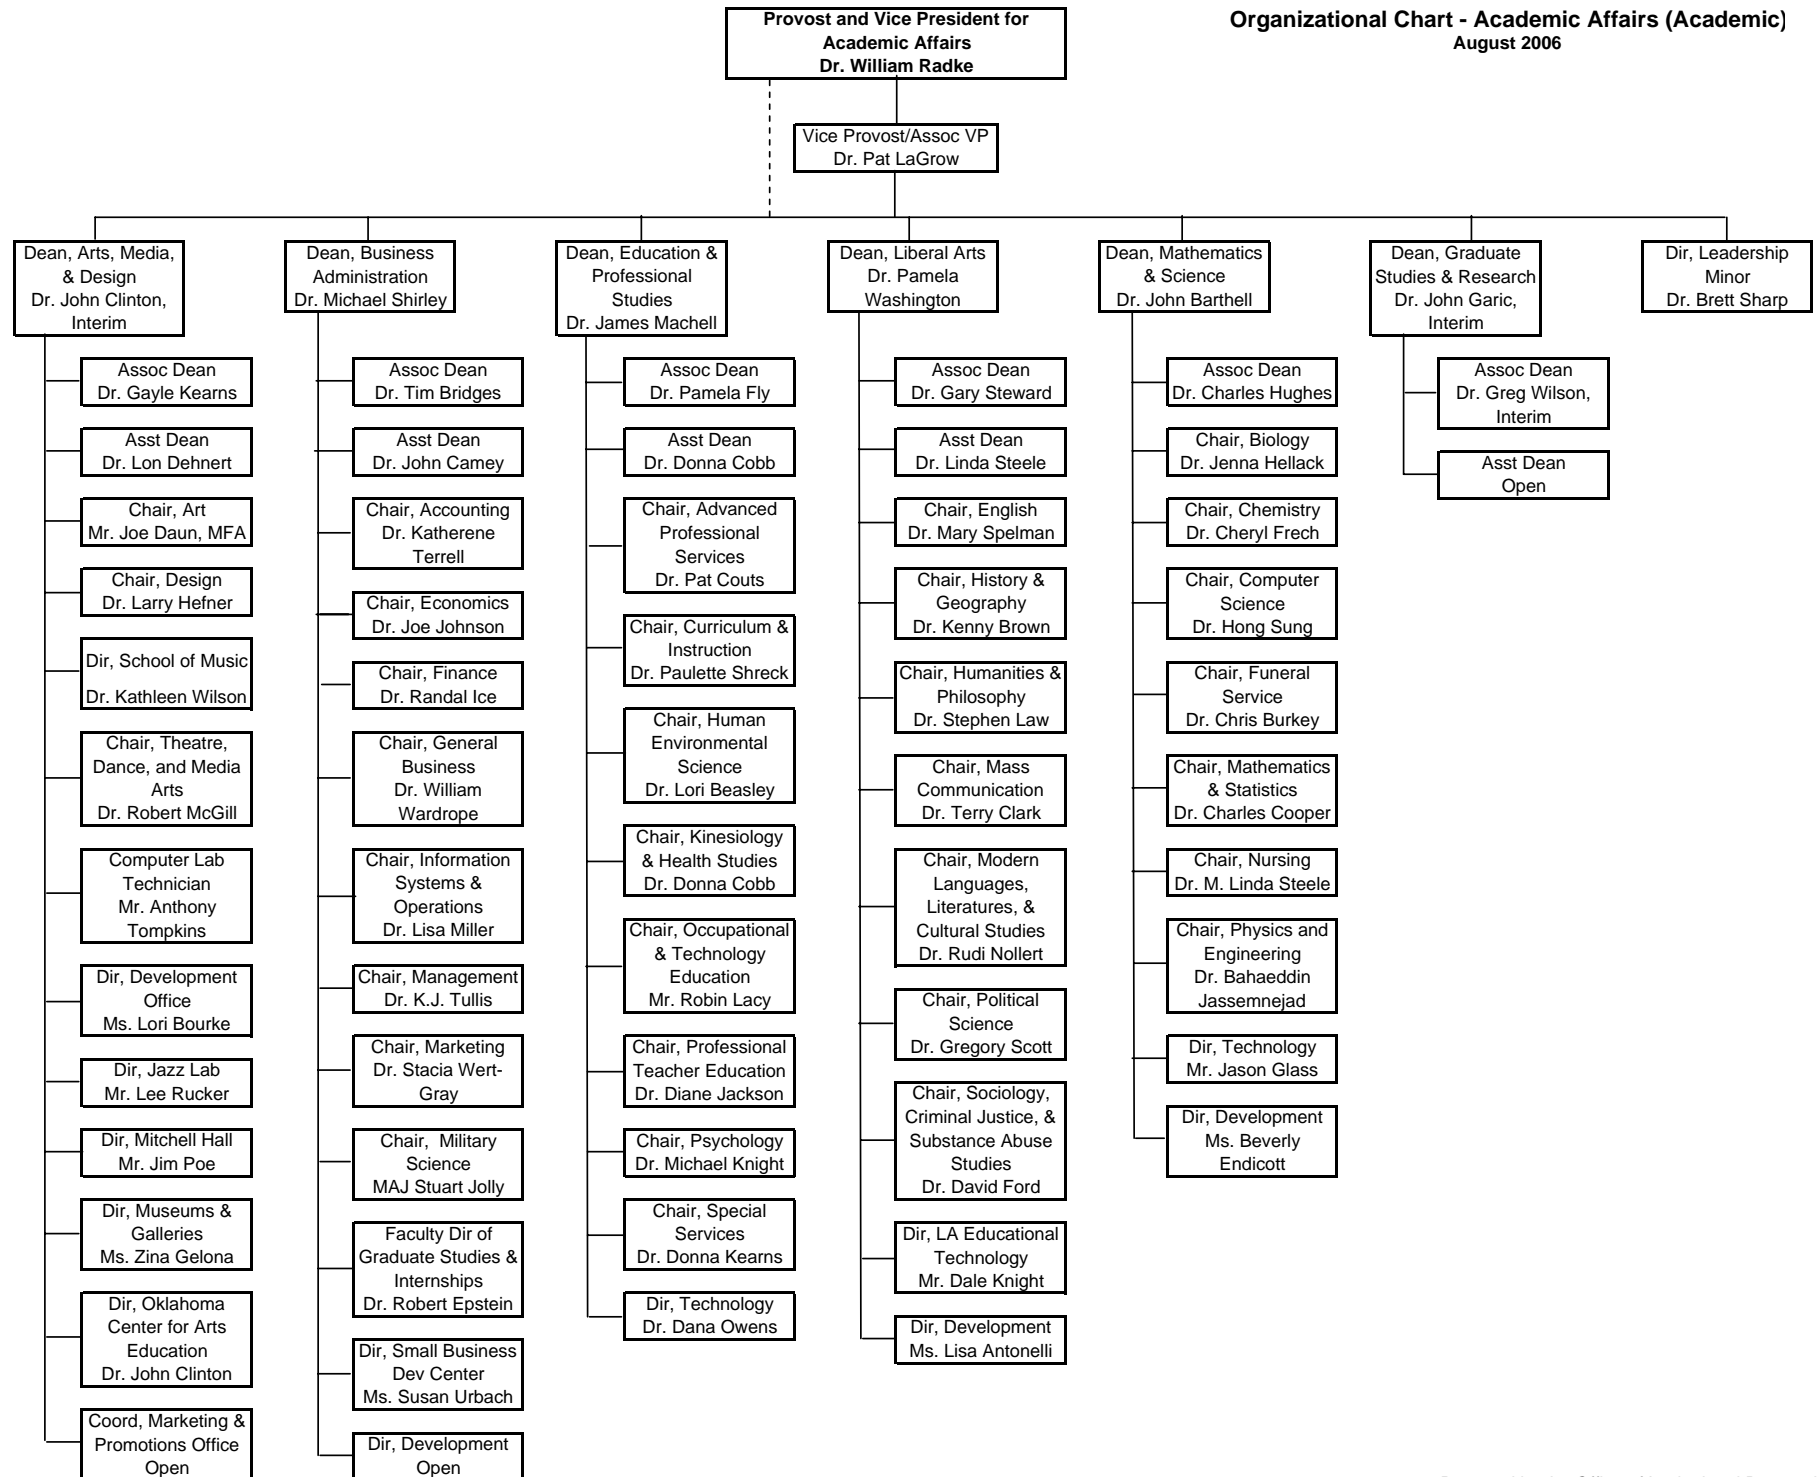 Provost and Vice President for
Academic Affairs
Dr. William Radke
Organizational Chart - Academic Affairs (Academic)
August 2006
Vice Provost/Assoc VP
Dr. Pat LaGrow
Dean, Arts, Media,
& Design
Dr. John Clinton,
Interim
Assoc Dean
Dr. Gayle Kearns
Asst Dean
Dr. Lon Dehnert
Chair, Art
Mr. Joe Daun, MFA
Chair, Design
Dr. Larry Hefner
Dir, School of Music
Dr. Kathleen Wilson
Chair, Theatre,
Dance, and Media
Arts
Dr. Robert McGill
Computer Lab
Technician
Mr. Anthony
Tompkins
Dir, Development
Office
Ms. Lori Bourke
Dir, Jazz Lab
Mr. Lee Rucker
Dir, Mitchell Hall
Mr. Jim Poe
Dir, Museums &
Galleries
Ms. Zina Gelona
Dir, Oklahoma
Center for Arts
Education
Dr. John Clinton
Coord, Marketing &
Promotions Office
Open
Dean, Business
Administration
Dr. Michael Shirley
Assoc Dean
Dr. Tim Bridges
Asst Dean
Dr. John Camey
Chair, Accounting
Dr. Katherene
Terrell
Chair, Economics
Dr. Joe Johnson
Chair, Finance
Dr. Randal Ice
Chair, General
Business
Dr. William
Wardrope
Chair, Information
Systems &
Operations
Dr. Lisa Miller
Chair, Management
Dr. K.J. Tullis
Chair, Marketing
Dr. Stacia Wert-
Gray
Chair, Military
Science
MAJ Stuart Jolly
Faculty Dir of
Graduate Studies &
Internships
Dr. Robert Epstein
Dir, Small Business
Dev Center
Ms. Susan Urbach
Dir, Development
Open
Dean, Education &
Professional
Studies
Dr. James Machell
Assoc Dean
Dr. Pamela Fly
Asst Dean
Dr. Donna Cobb
Chair, Advanced
Professional
Services
Dr. Pat Couts
Chair, Curriculum &
Instruction
Dr. Paulette Shreck
Chair, Human
Environmental
Science
Dr. Lori Beasley
Chair, Kinesiology
& Health Studies
Dr. Donna Cobb
Chair, Occupational
& Technology
Education
Mr. Robin Lacy
Chair, Professional
Teacher Education
Dr. Diane Jackson
Chair, Psychology
Dr. Michael Knight
Chair, Special
Services
Dr. Donna Kearns
Dir, Technology
Dr. Dana Owens
Dean, Liberal Arts
Dr. Pamela
Washington
Assoc Dean
Dr. Gary Steward
Asst Dean
Dr. Linda Steele
Chair, English
Dr. Mary Spelman
Chair, History &
Geography
Dr. Kenny Brown
Chair, Humanities &
Philosophy
Dr. Stephen Law
Chair, Mass
Communication
Dr. Terry Clark
Chair, Modern
Languages,
Literatures, &
Cultural Studies
Dr. Rudi Nollert
Chair, Political
Science
Dr. Gregory Scott
Chair, Sociology,
Criminal Justice, &
Substance Abuse
Studies
Dr. David Ford
Dir, LA Educational
Technology
Mr. Dale Knight
Dir, Development
Ms. Lisa Antonelli
Dean, Mathematics
& Science
Dr. John Barthell
Assoc Dean
Dr. Charles Hughes
Chair, Biology
Dr. Jenna Hellack
Chair, Chemistry
Dr. Cheryl Frech
Chair, Computer
Science
Dr. Hong Sung
Chair, Funeral
Service
Dr. Chris Burkey
Chair, Mathematics
& Statistics
Dr. Charles Cooper
Chair, Nursing
Dr. M. Linda Steele
Chair, Physics and
Engineering
Dr. Bahaeddin
Jassemnejad
Dir, Technology
Mr. Jason Glass
Dir, Development
Ms. Beverly
Endicott
Dean, Graduate
Studies & Research
Dr. John Garic,
Interim
Assoc Dean
Dr. Greg Wilson,
Interim
Asst Dean
Open
Dir, Leadership
Minor
Dr. Brett Sharp